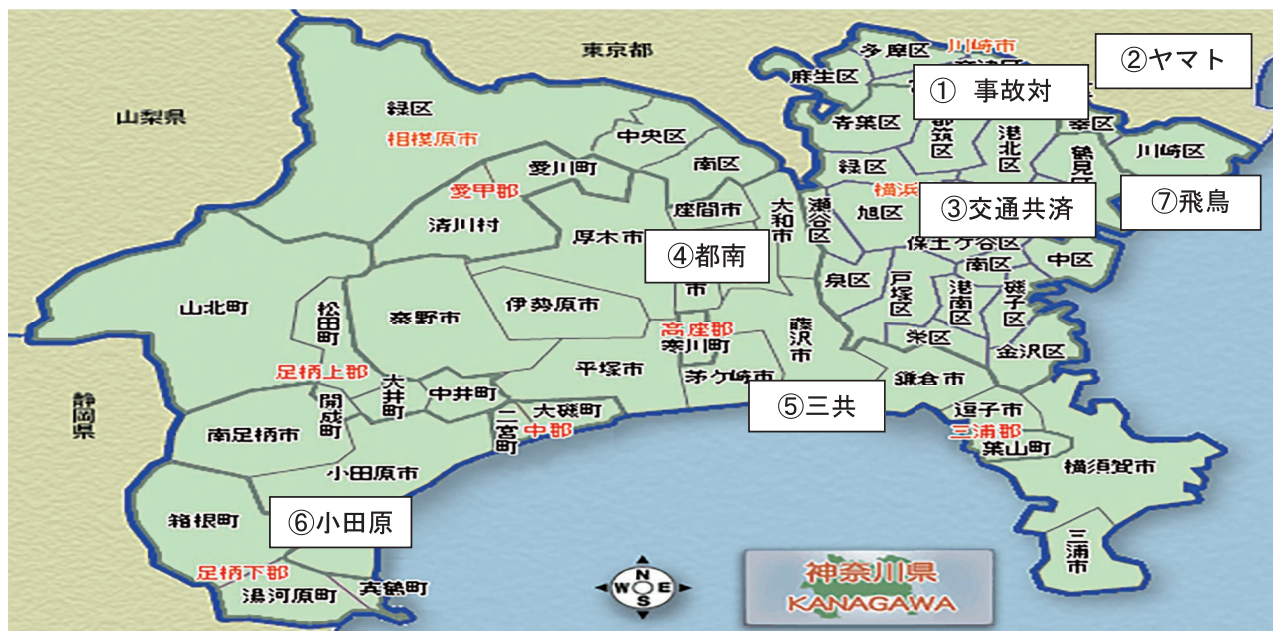 東京都
山梨県
静岡県
多摩区
川崎市
麻生区
① 事故対
②ヤマト
緑区
相模原市
中央区
南区
青葉区
都筑区
港北区
幸区
鶴見区
川崎区
緑区
愛川町
愛甲郡
清川村
座間市
大和市
瀬谷区
横浜
旭区
③交通共済
⑦飛鳥
保土ケ谷区
厚木市
④都南
市
南区
中区
泉区
戸塚区
港南区
磯子区
山北町
松田町
秦野市
伊勢原市
高座郡
寒川町
藤沢市
栄区
金沢区
足柄上郡
大井町
中井町
平塚市
茅ケ崎市
鎌倉市
開成町
南足柄市
二宮町
大磯町
中郡
⑤三共
逗子市
三浦郡
葉山町
横須賀市
小田原市
箱根町
⑥小田原
足柄下郡
湯河原町
真鶴町
三浦市
N
W E
S
神奈川県
KANAGAWA